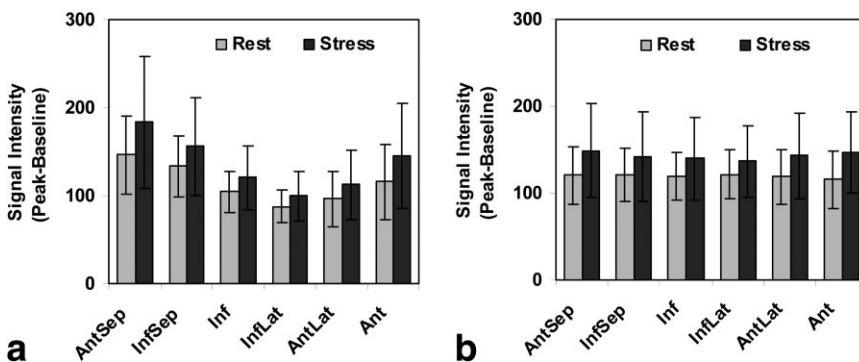 300
200
100
0
Signal Intensity
(Peak-Baseline)
Rest Stress
AntSep InfSep Inf InfLat AntLat Ant
a
300
200
100
0
Signal Intensity
(Peak-Baseline)
Rest Stress
AntSep InfSep Inf InfLat AntLat Ant
b